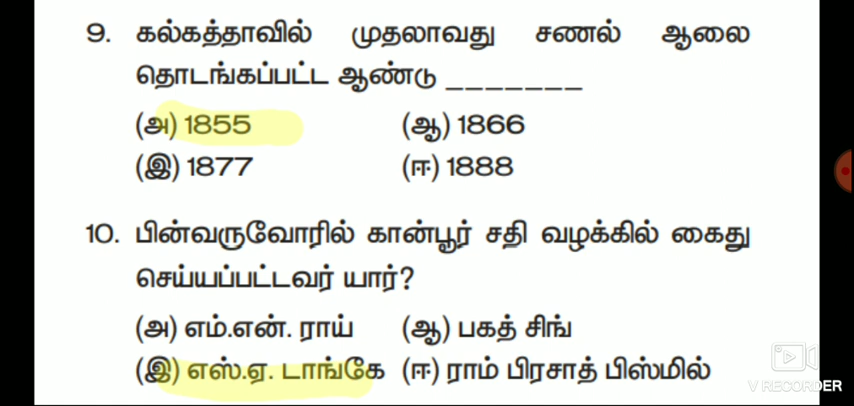 9. கல்கத்தாவில் முதலாவது சணல் ஆலை
தொடங்கப்பட்ட ஆண்டு _______
(அ) 1855 (ஆ) 1866
(இ) 1877 (ஈ) 1888
10. பின்வருவோரில் கான்பூர் சதி வழக்கில் கைது
செய்யப்பட்டவர் யார்?
(அ) எம்.என். ராய் (ஆ) பகத் சிங்
(இ) எஸ்.ஏ. டாங்கே (ஈ) ராம் பிரசாத் பிஸ்மில்
V RECORDER